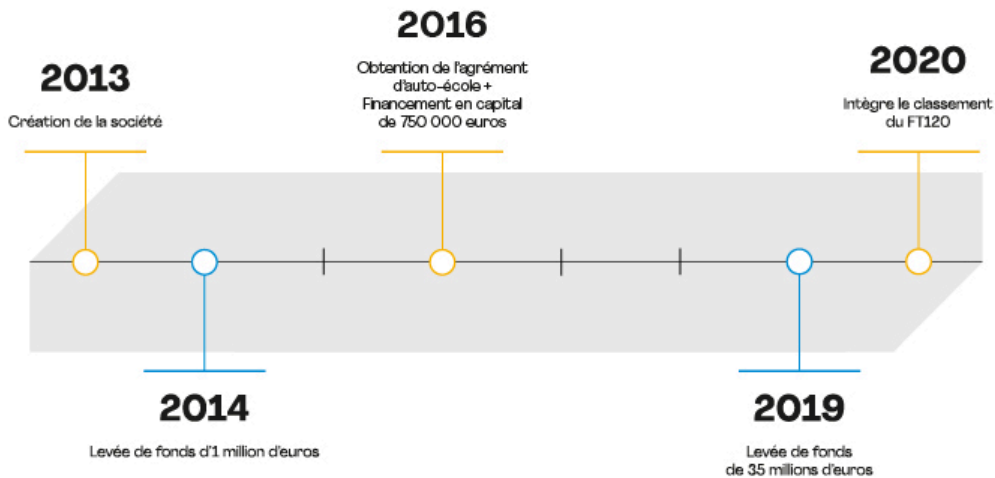 2013
Création de la société
2014
Levée de fonds d'1 million d'euros
2016
Obtention de l'agrément
d'auto-école +
Financement en capital
de 750 000 euros
2019
Levée de fonds
de 35 millions d'euros
2020
Intègre le classement
du FT120